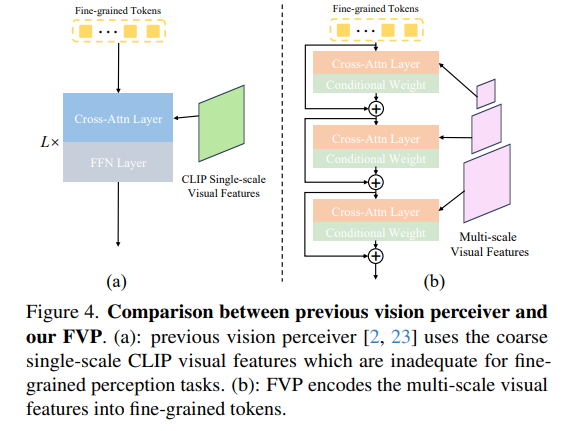 Fine-grained Tokens
...
Cross-Attn Layer
L×
FFN Layer
CLIP Single-scale
Visual Features
(a)
Fine-grained Tokens
...
Cross-Attn Layer
Conditional Weight
+
Cross-Attn Layer
Conditional Weight
+
Cross-Attn Layer
Conditional Weight
+
Multi-scale
Visual Features
(b)
Figure 4. Comparison between previous vision perceiver and
our FVP. (a): previous vision perceiver [2, 23] uses the coarse
single-scale CLIP visual features which are inadequate for fine-
grained perception tasks. (b): FVP encodes the multi-scale visual
features into fine-grained tokens.